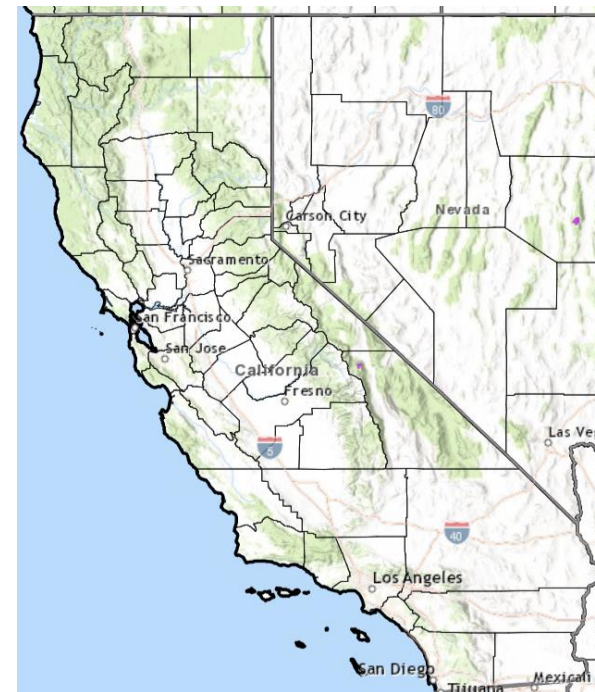 80
Carson City
Nevada
Sacramento
San Francisco
San Jose
California
Fresno
Las Ve
5
40
Los Angeles
San Diego
Tijuana
Mexicali